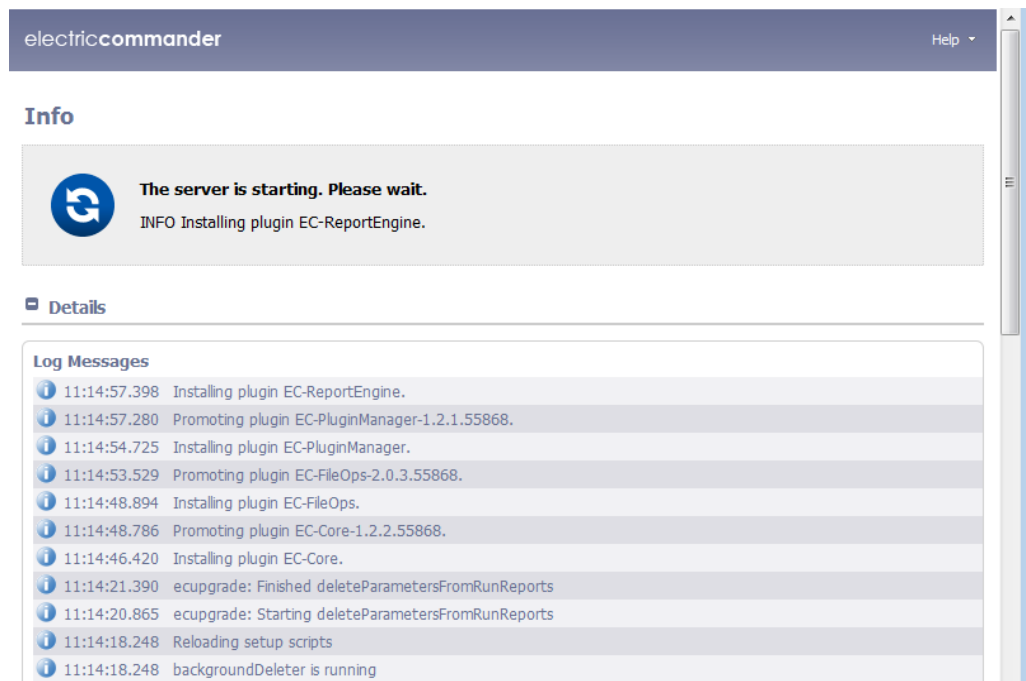 electriccommander
Help
Info
The server is starting. Please wait.
INFO Installing plugin EC-ReportEngine.
Details
Log Messages
11:14:57.398 Installing plugin EC-ReportEngine.
11:14:57.280 Promoting plugin EC-PluginManager-1.2.1.55868.
11:14:54.725 Installing plugin EC-PluginManager.
11:14:53.529 Promoting plugin EC-FileOps-2.0.3.55868.
11:14:48.894 Installing plugin EC-FileOps.
11:14:48.786 Promoting plugin EC-Core-1.2.2.55868.
11:14:46.420 Installing plugin EC-Core.
11:14:21.390 ecupgrade: Finished deleteParametersFromRunReports
11:14:20.865 ecupgrade: Starting deleteParametersFromRunReports
11:14:18.248 Reloading setup scripts
11:14:18.248 backgroundDeleter is running